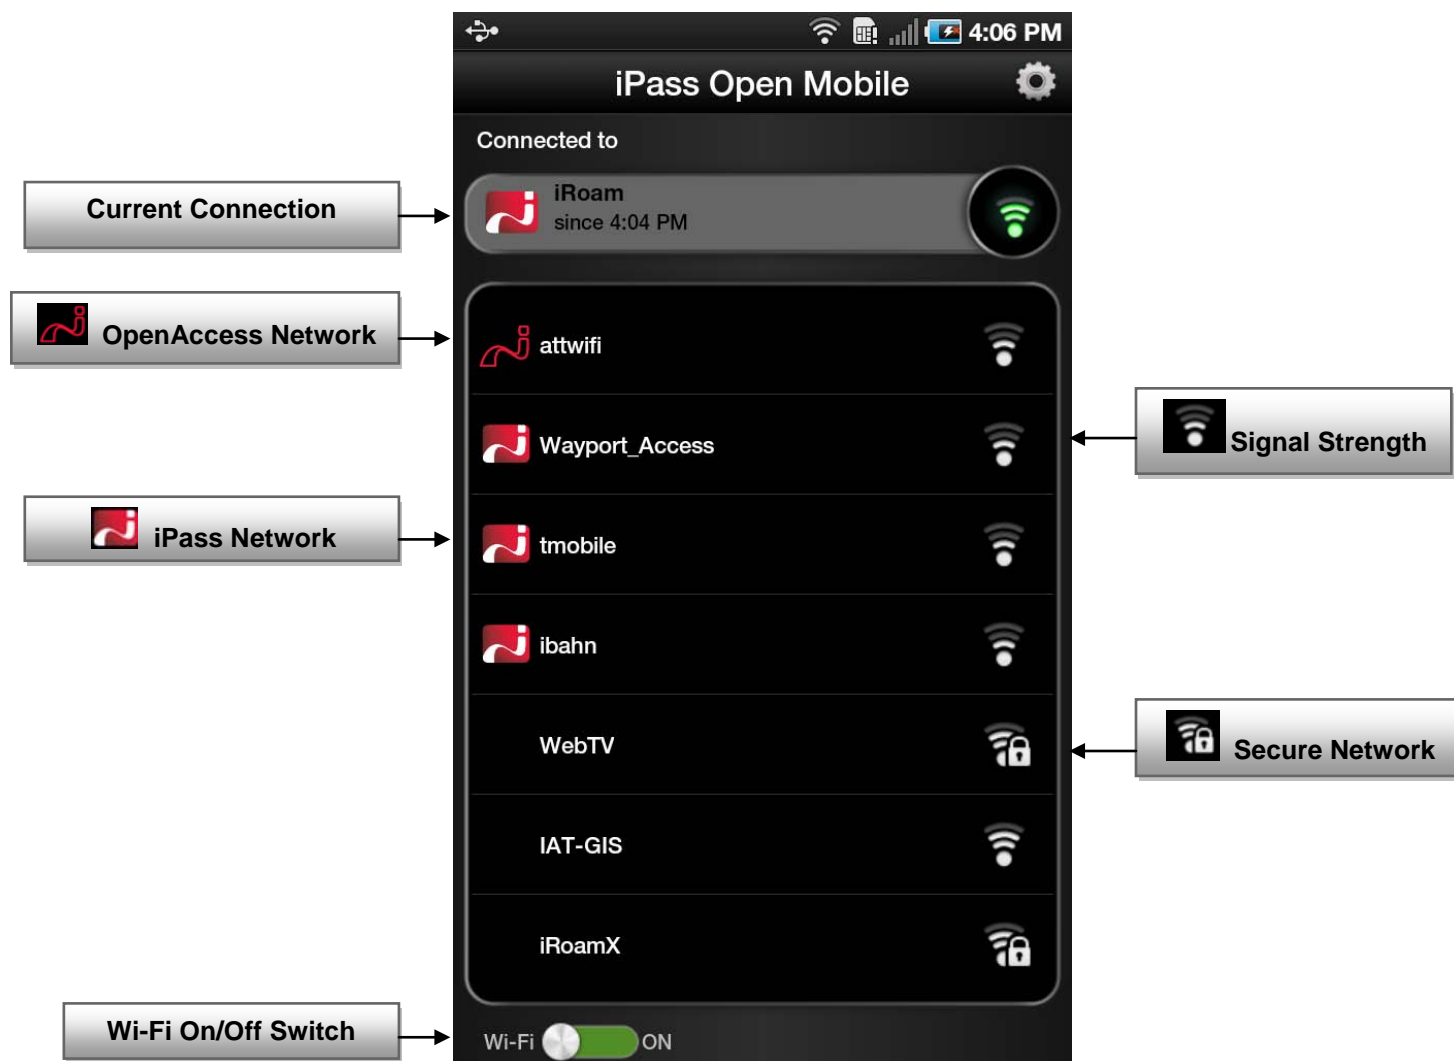 4:06 PM
iPass Open Mobile
Connected to
Current Connection
iRoam
since 4:04 PM
OpenAccess Network
attwifi
Wayport_Access
Signal Strength
iPass Network
tmobile
ibahn
WebTV
Secure Network
IAT-GIS
iRoamX
Wi-Fi On/Off Switch
Wi-Fi ON